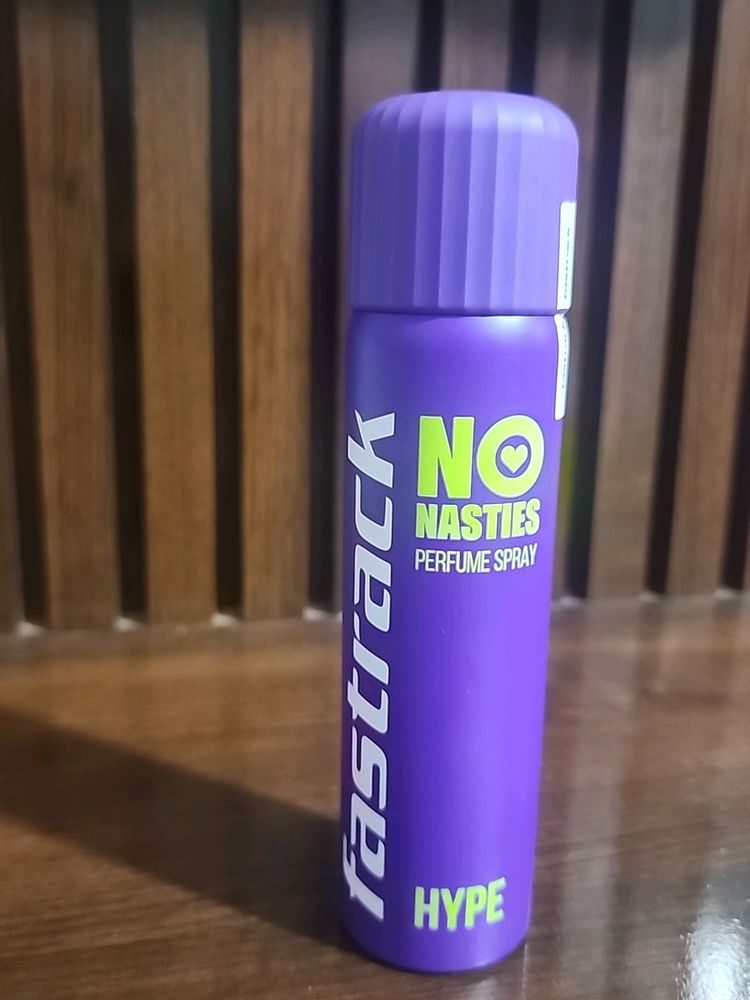 fastrack
NO
NASTIES
PERFUME SPRAY
HYPE